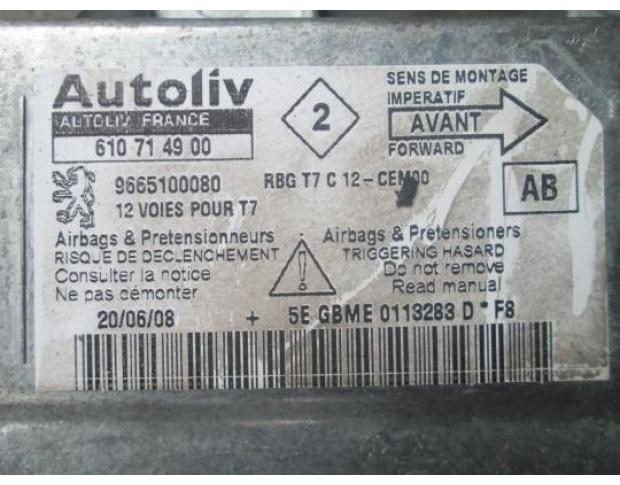 Autoliv
AUTOLIV FRANCE
610 71 49 00
2
SENS DE MONTAGE
IMPERATIF
AVANT
FORWARD
9665100080
RBG T7 C 12-CEM00
12 VOIES POUR T7
AB
Airbags & Pretensionneurs
RISQUE DE DECLENCHEMENT
Consulter la notice
Ne pas démonter
!
Airbags & Pretensioners
TRIGGERING HASARD
Do not remove
Read manual
20/06/08 + 5E GBME 0113283 D * F8